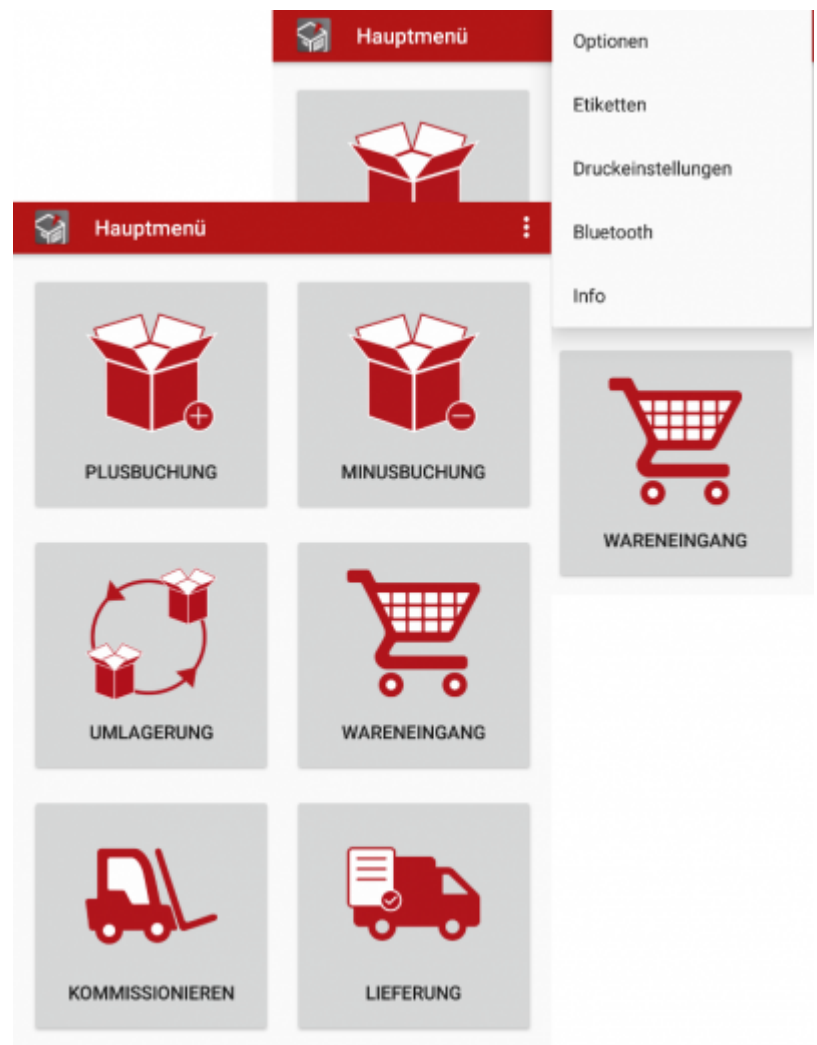 Hauptmenü
Optionen
Etiketten
Druckeinstellungen
Bluetooth
Info
Hauptmenü
PLUSBUCHUNG
MINUSBUCHUNG
WARENEINGANG
UMLAGERUNG
WARENEINGANG
KOMMISSIONIEREN
LIEFERUNG